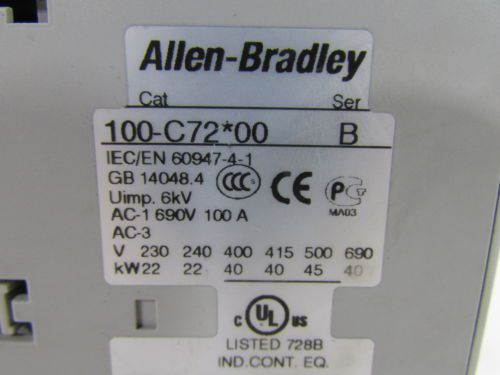 Allen-Bradley
Cat Ser
100-C72*00 B
IEC/EN 60947-4-1
GB 14048.4
Uimp. 6kV
CCC CE PC
MA03
AC-1 690V 100 A
AC-3
V 230 240 400 415 500 690
kW 22 22 40 40 45 40
C UL US
LISTED 728B
IND.CONT. EQ.